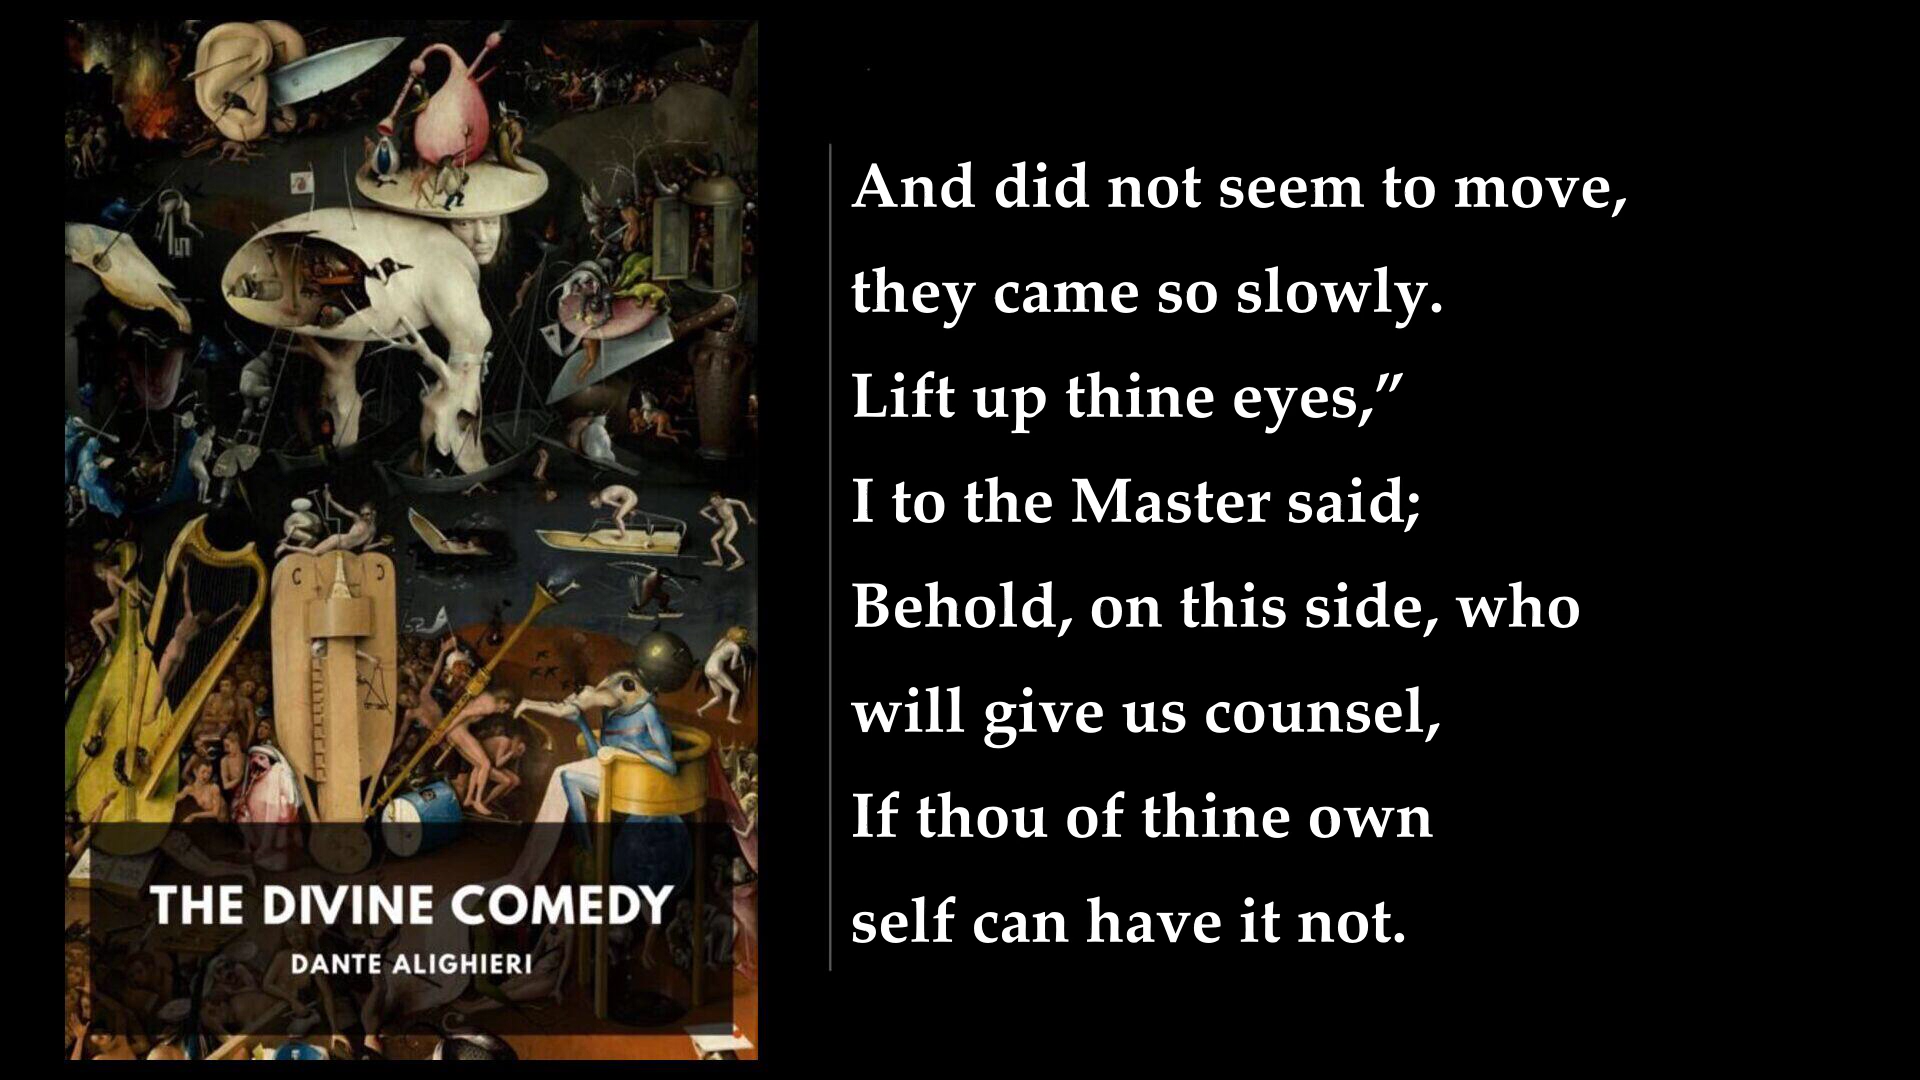 And did not seem to move,
they came so slowly.
Lift up thine eyes,”
I to the Master said;
Behold, on this side, who
will give us counsel,
If thou of thine own
self can have it not.
THE DIVINE COMEDY
DANTE ALIGHIERI